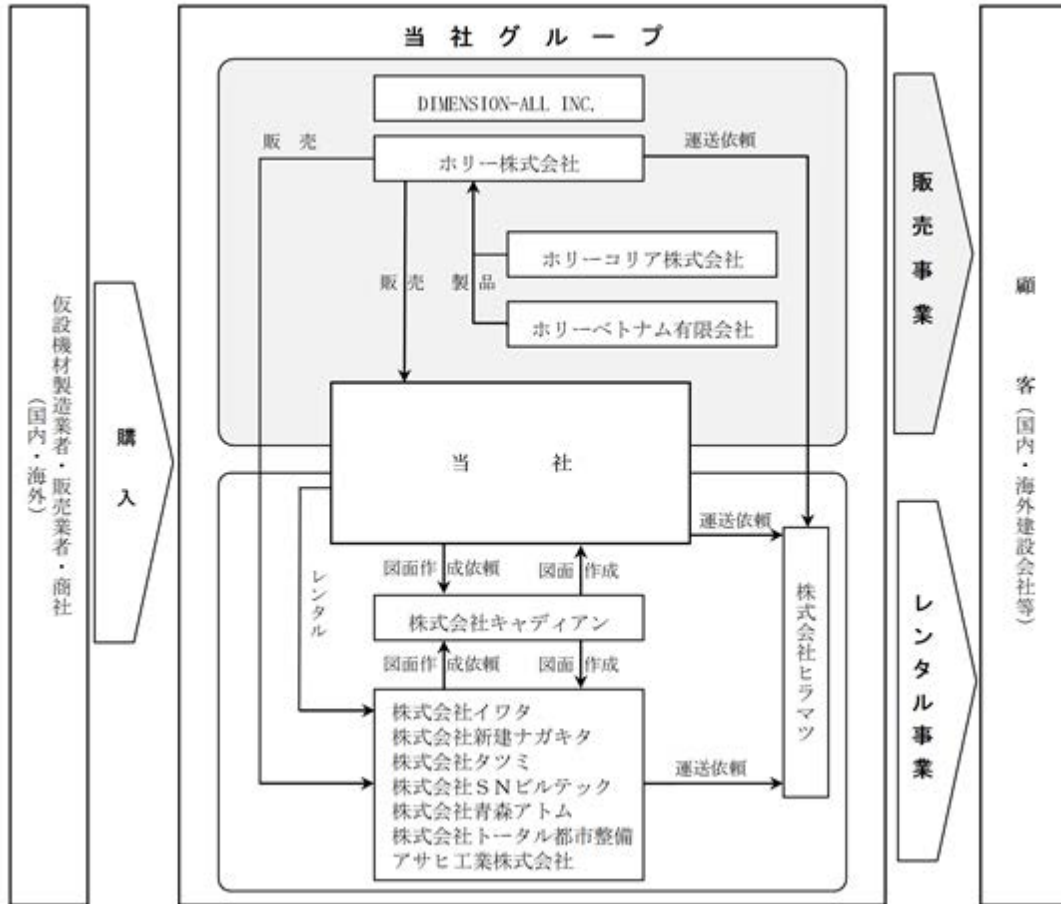 当社グループ
DIMENSION-ALL INC.
販売
ホリー株式会社
運送依頼
ホリーコリア株式会社
販売
製品
ホリーベトナム有限会社
当社
運送依頼
図面作成依頼
図面作成
レンタル
株式会社キャディアン
図面作成依頼
図面作成
株式会社イワタ
株式会社新建ナガキタ
株式会社タツミ
株式会社SNビルテック
株式会社青森アトム
株式会社トータル都市整備
アサヒ工業株式会社
運送依頼
株式会社ヒラマツ
仮設機材製造業者・販売業者・商社
(国内・海外)
購入
販売事業
レンタル事業
顧客(国内・海外建設会社等)